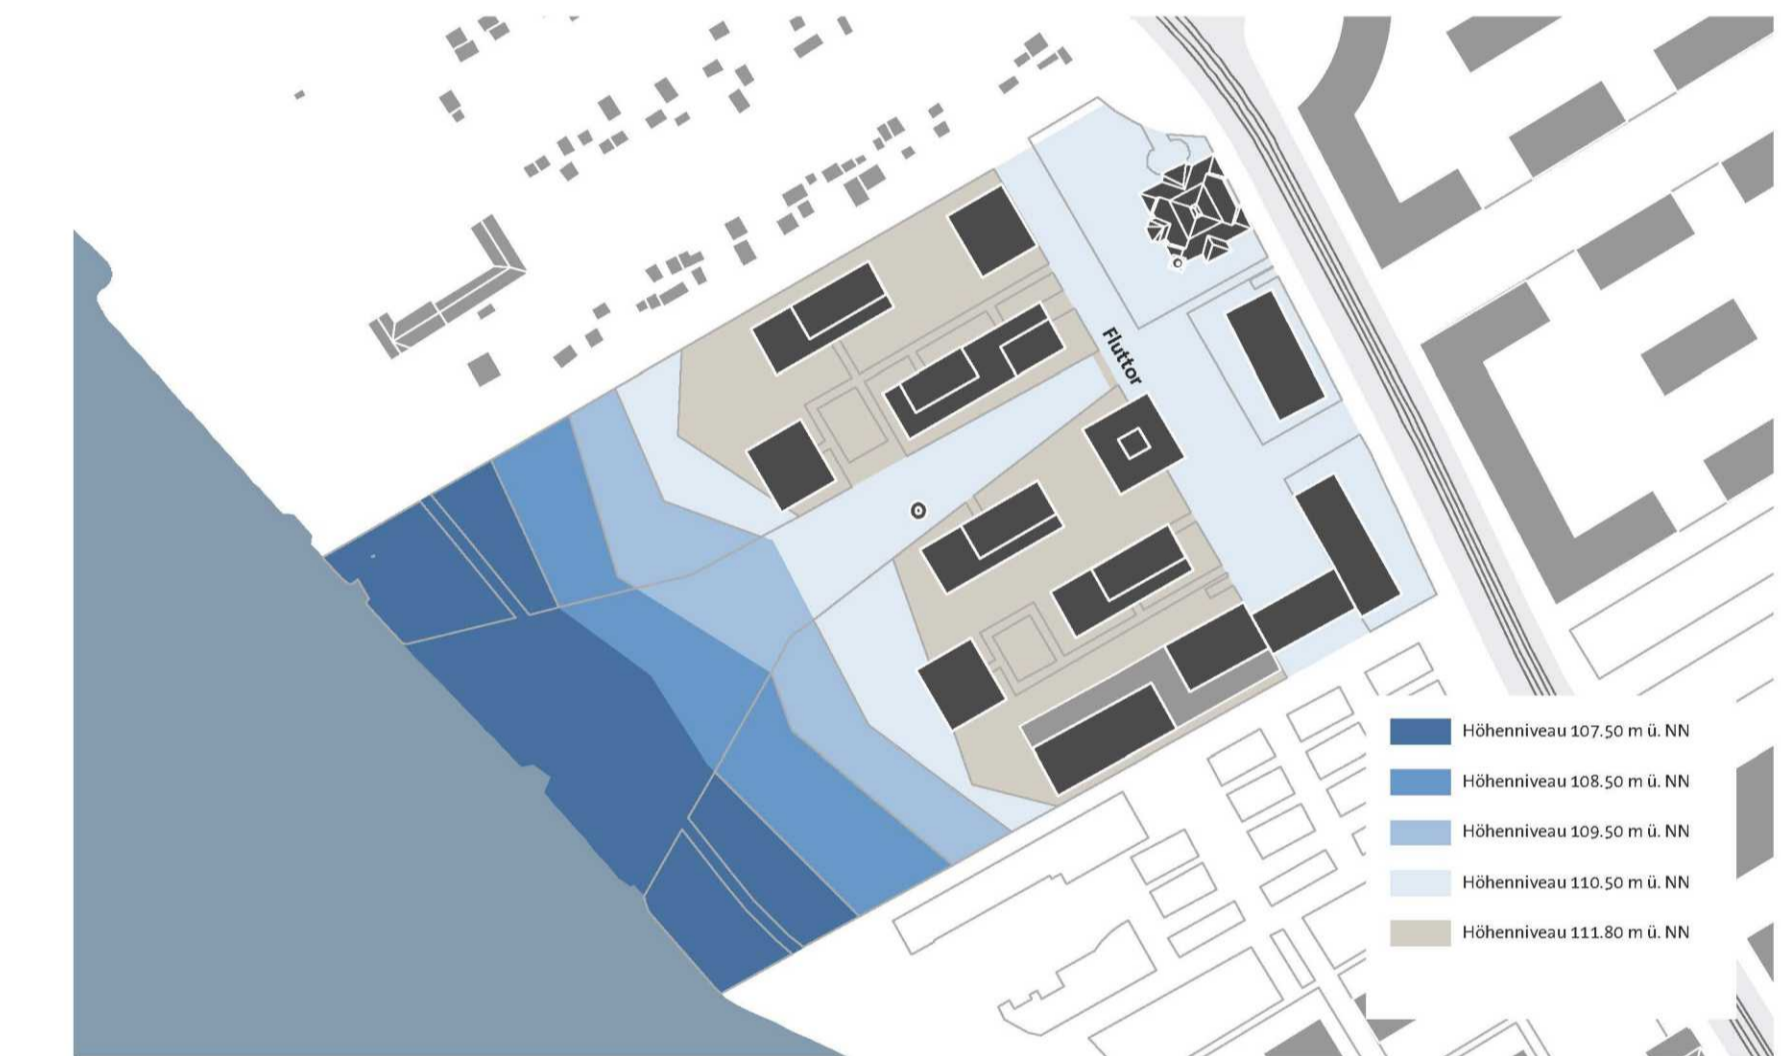 Fluttor
Höhenniveau 107.50 m ü. NN
Höhenniveau 108.50 m ü. NN
Höhenniveau 109.50 m ü. NN
Höhenniveau 110.50 m ü. NN
Höhenniveau 111.80 m ü. NN